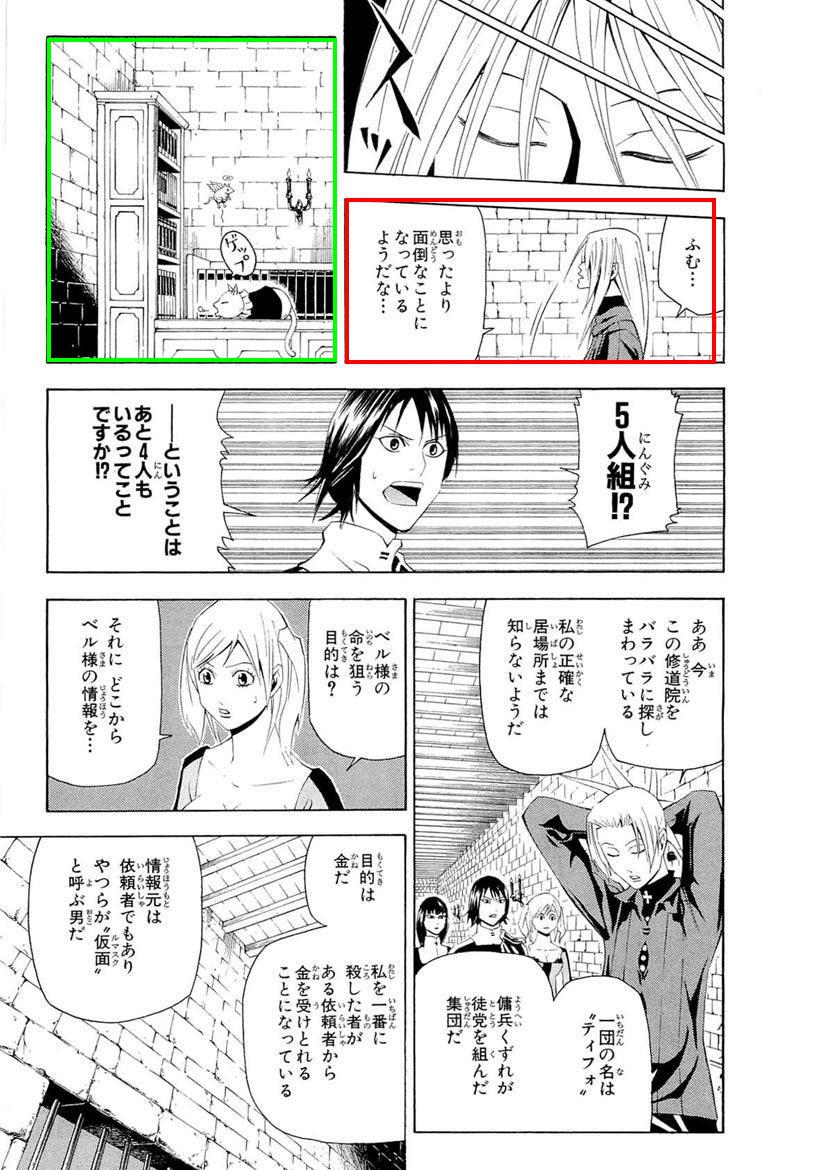 バッ
ふむ…
思ったより
面倒なことに
なっている
ようだな…
ゲップ
5人組!?
――ということは
あと4人も
いるってこと
ですか!?
ああ 今
この修道院を
バラバラに探し
まわっている
私の正確な
居場所までは
知らないようだ
一団の名は
“ティフォ”
傭兵くずれが
徒党を組んだ
集団だ
ベル様の
命を狙う
目的は?
それに どこから
ベル様の情報を…
目的は
金だ
私を一番に
殺した者が
ある依頼者から
金を受けとれる
ことになっている
情報元は
依頼者でもあり
やつらが“仮面”
と呼ぶ男だ